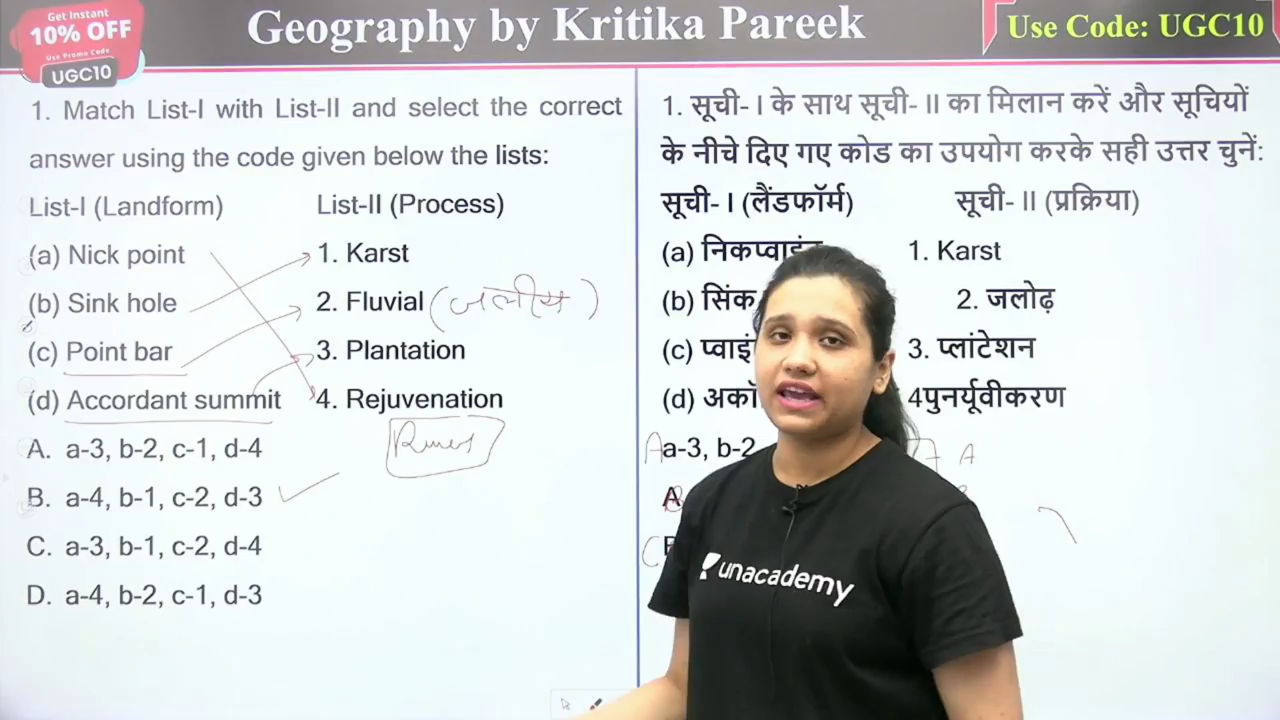 Get Instant
10% OFF
Use Promo Code
UGC10
Geography by Kritika Pareek
Use Code: UGC10
1. Match List-I with List-II and select the correct
answer using the code given below the lists:
List-I (Landform) List-II (Process)
(a) Nick point 1. Karst
(b) Sink hole 2. Fluvial (जलीय)
(c) Point bar 3. Plantation
(d) Accordant summit 4. Rejuvenation
A. a-3, b-2, c-1, d-4
B. a-4, b-1, c-2, d-3
C. a-3, b-1, c-2, d-4
D. a-4, b-2, c-1, d-3
1. सूची- I के साथ सूची- II का मिलान करें और सूचियों
के नीचे दिए गए कोड का उपयोग करके सही उत्तर चुनें:
सूची- I (लैंडफॉर्म) सूची- II (प्रक्रिया)
(a) निकप्वाइंट 1. Karst
(b) सिंक 2. जलोढ़
(c) 3. प्लांटेशन
(d) 4पुनर्यूवीकरण
A a-3, b-2 A
A
C
unacademy